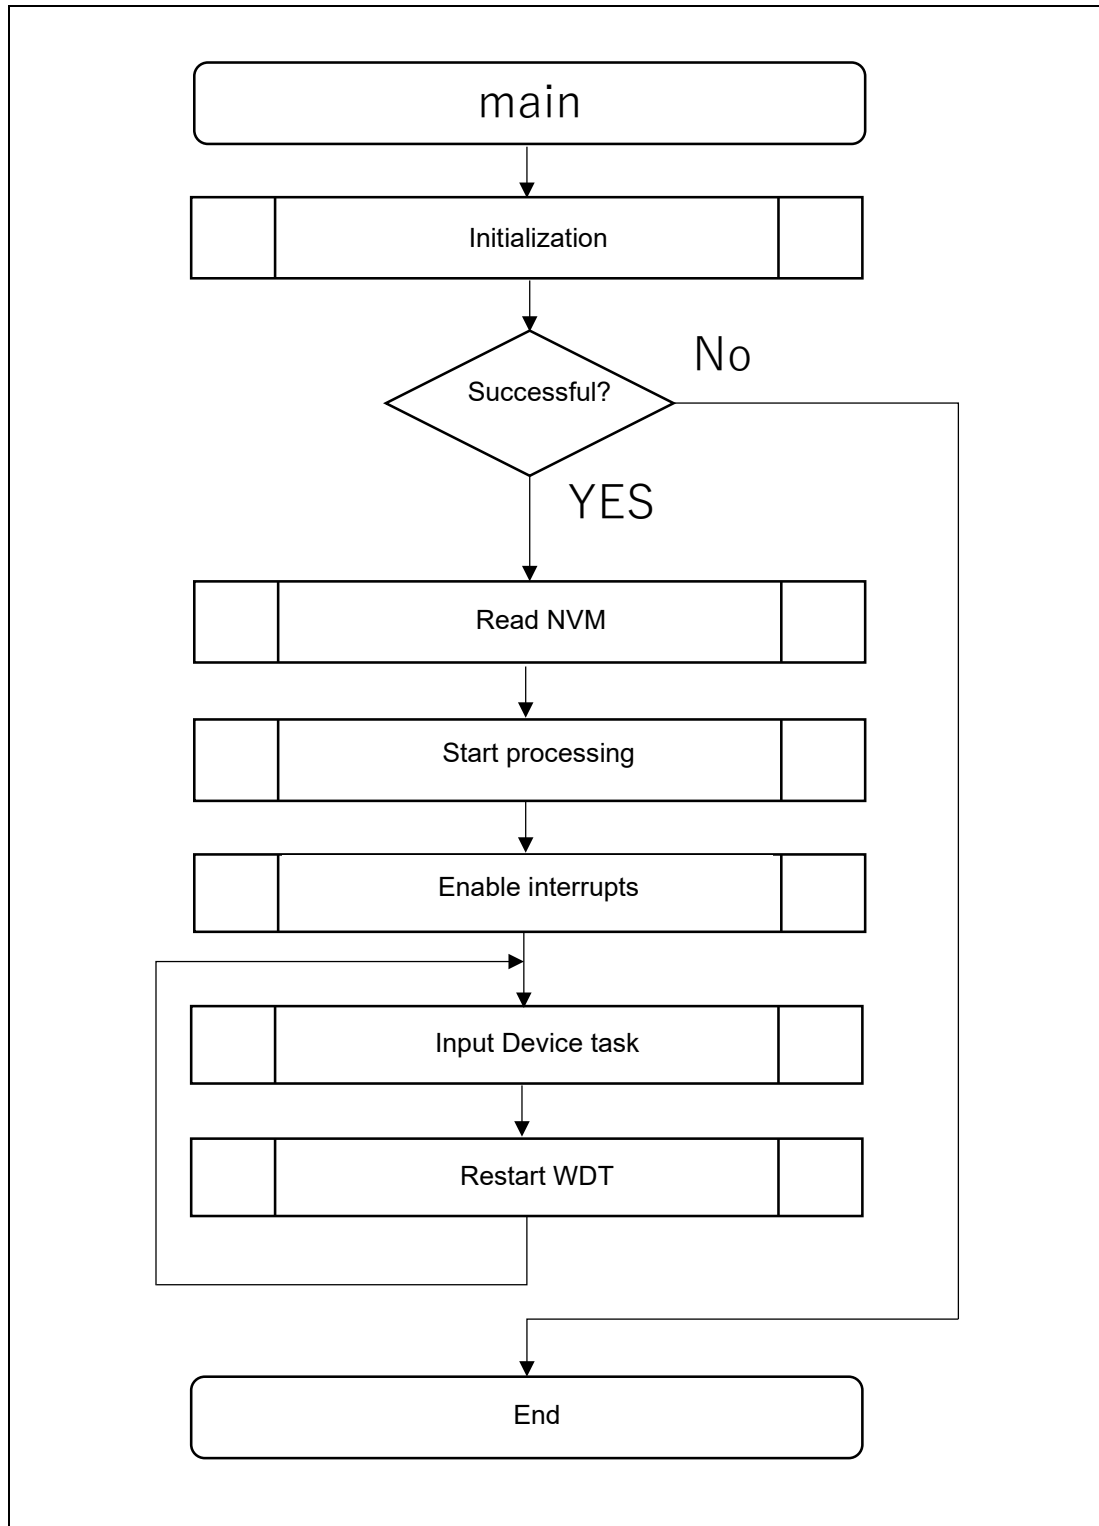 main
Initialization
Successful?
No
YES
Read NVM
Start processing
Enable interrupts
Input Device task
Restart WDT
End